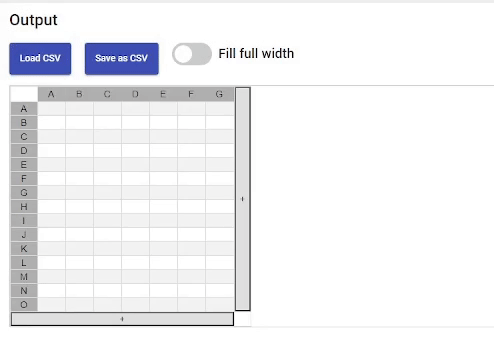 Output
Load CSV Save as CSV Fill full width
A B C D E F G
A
B
C
D
E
F
G
H
I
J
K
L
M
N
O
+
+